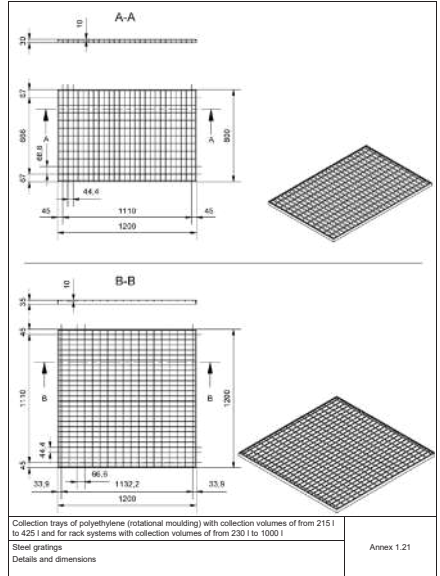 A-A
10
30
67
666
67
66,6
A
A
800
44,4
45
1110
45
1200
B-B
10
35
45
1110
45
44,4
B
B
1200
66,6
33,9
1132,2
33,9
1200
Collection trays of polyethylene (rotational moulding) with collection volumes of from 215 l
to 425 l and for rack systems with collection volumes of from 230 l to 1000 l
Steel gratings
Details and dimensions
Annex 1.21